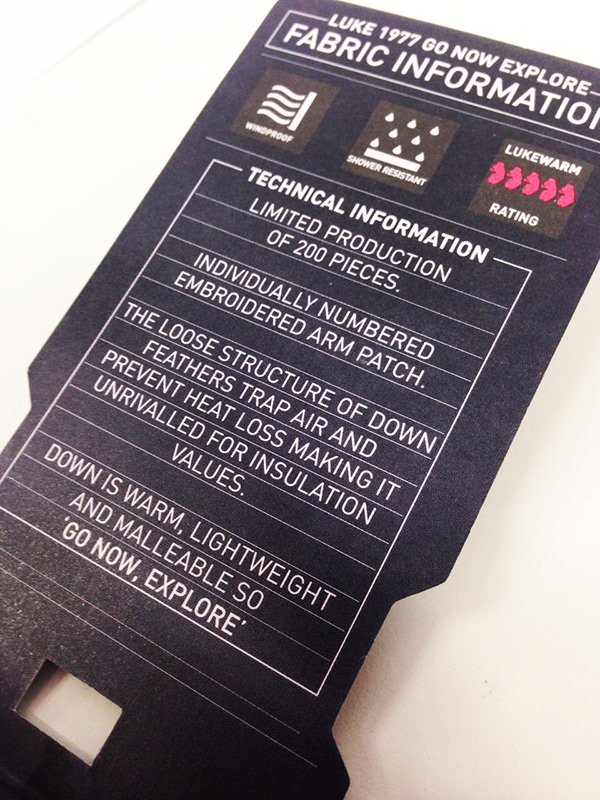 LUKE 1977 GO NOW EXPLORE
FABRIC INFORMATION
WINDPROOF
SHOWER RESISTANT
LUKEWARM
RATING
TECHNICAL INFORMATION
LIMITED PRODUCTION
OF 200 PIECES.
INDIVIDUALLY NUMBERED
EMBROIDERED ARM PATCH.
THE LOOSE STRUCTURE OF DOWN
FEATHERS TRAP AIR AND
PREVENT HEAT LOSS MAKING IT
UNRIVALLED FOR INSULATION
VALUES.
DOWN IS WARM, LIGHTWEIGHT
AND MALLEABLE SO
'GO NOW, EXPLORE'